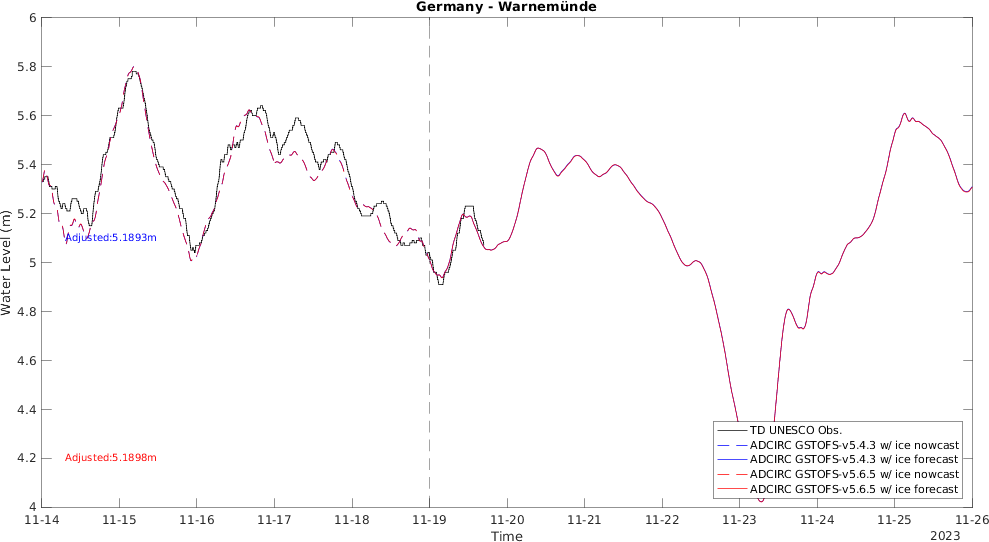 Germany - Warnemünde
6
5.8
5.6
5.4
5.2
5
4.8
4.6
4.4
4.2
4
Water Level (m)
Adjusted:5.1893m
Adjusted:5.1898m
TD UNESCO Obs.
ADCIRC GSTOFS-v5.4.3 w/ ice nowcast
ADCIRC GSTOFS-v5.4.3 w/ ice forecast
ADCIRC GSTOFS-v5.6.5 w/ ice nowcast
ADCIRC GSTOFS-v5.6.5 w/ ice forecast
11-14 11-15 11-16 11-17 11-18 11-19 11-20 11-21 11-22 11-23 11-24 11-25 11-26
Time
2023